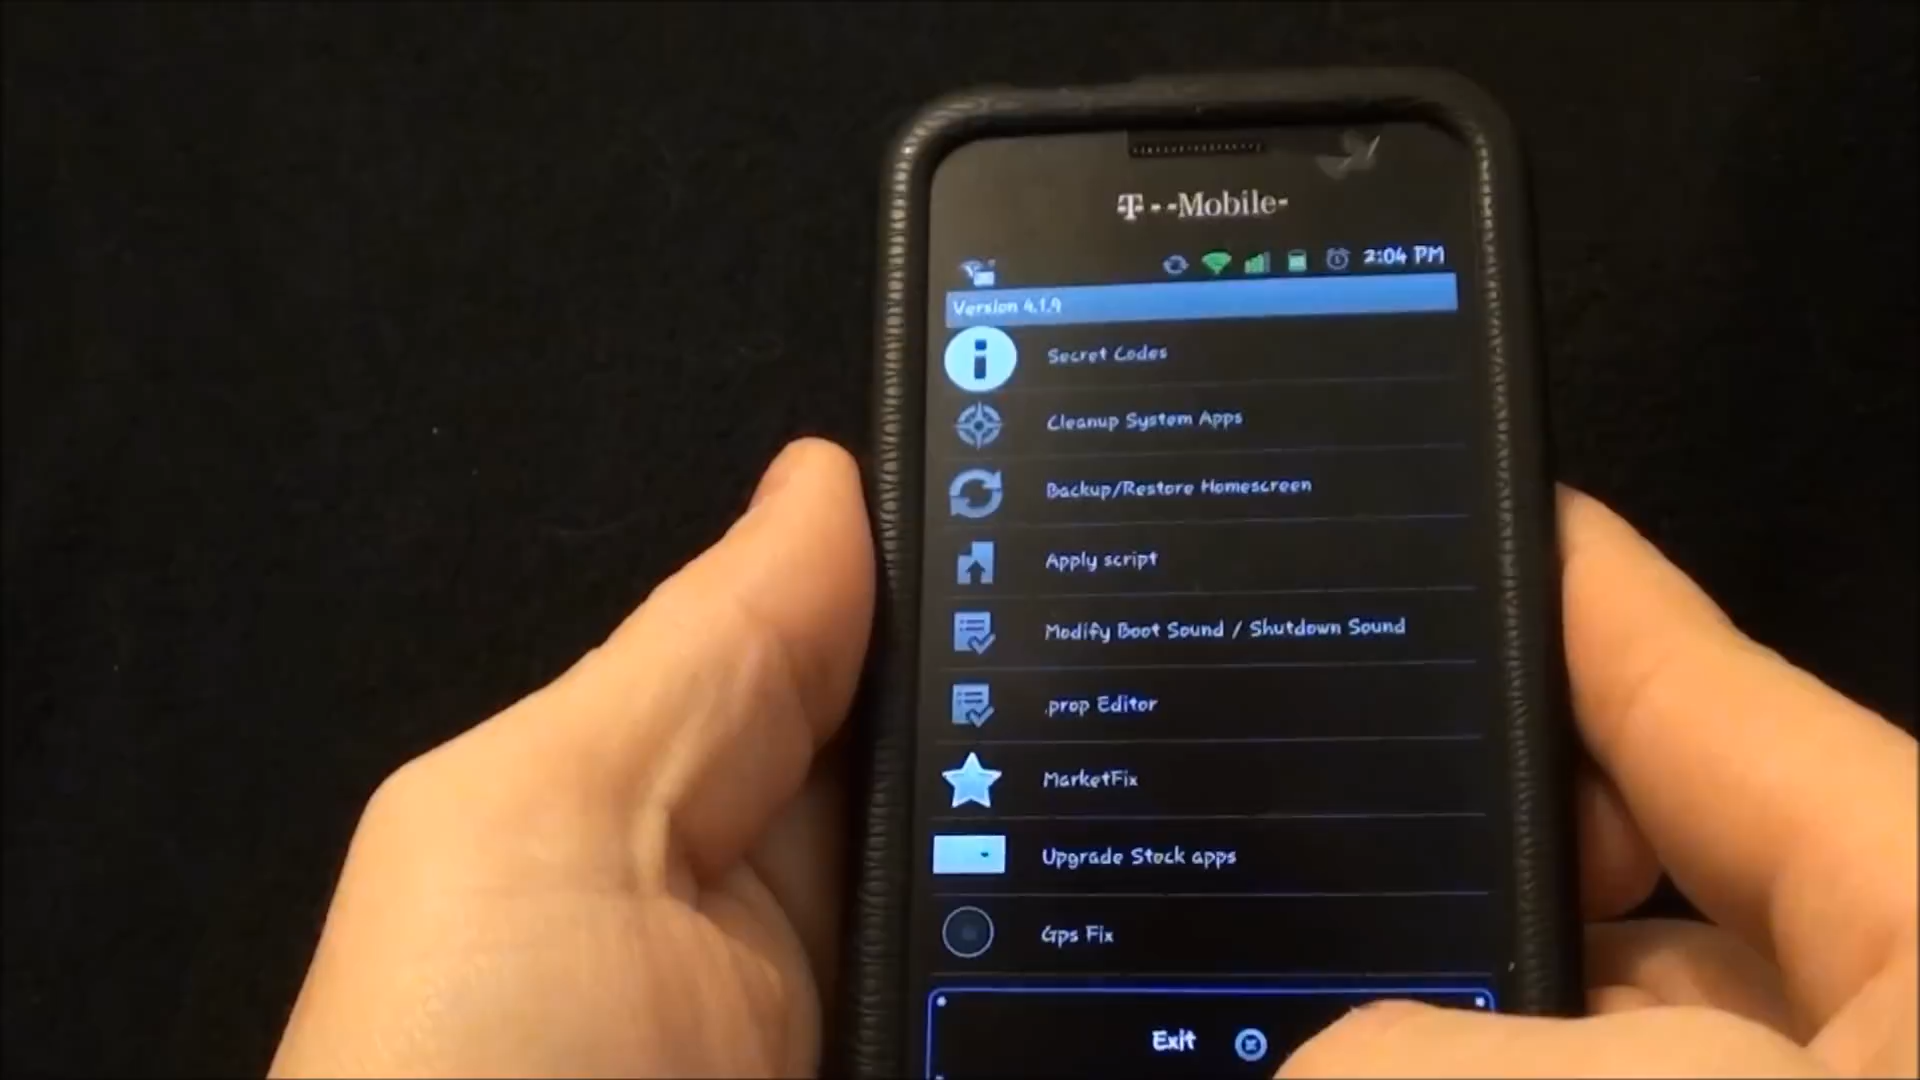 T--Mobile-
2:04 PM
Version 4.1.9
Secret Codes
Cleanup System Apps
Backup/Restore Homescreen
Apply script
Modify Boot Sound / Shutdown Sound
.prop Editor
MarketFix
Upgrade Stock apps
Gps Fix
Exit